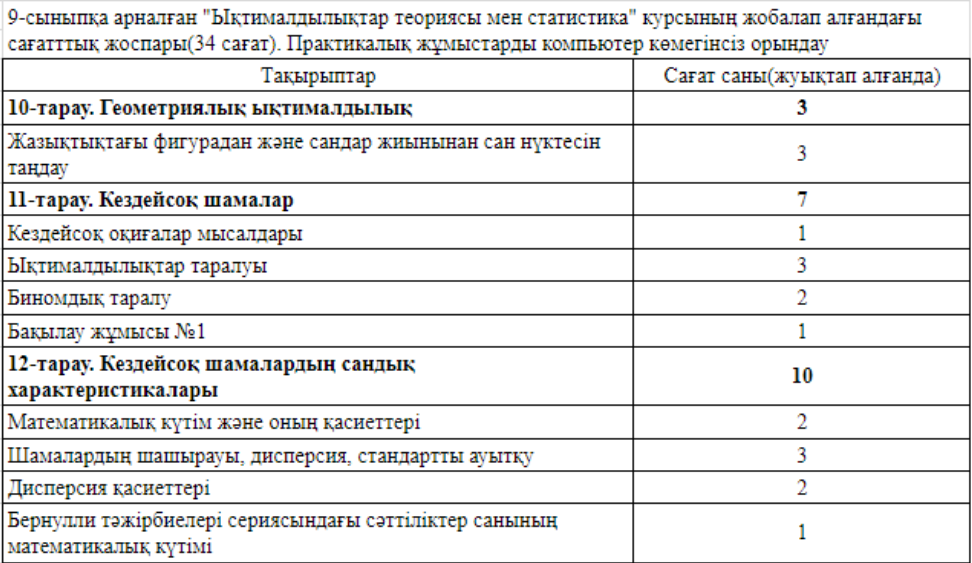 9-сыныпқа арналған "Ықтималдылықтар теориясы мен статистика" курсының жобалап алғандағы
сағатттық жоспары(34 сағат). Практикалық жұмыстарды компьютер көмегінсіз орындау
Тақырыптар Сағат саны(жуықтап алғанда)
10-тарау. Геометриялық ықтималдылық 3
Жазықтықтағы фигурадан және сандар жиынынан сан нүктесін
таңдау 3
11-тарау. Кездейсоқ шамалар 7
Кездейсоқ оқиғалар мысалдары 1
Ықтималдылықтар таралуы 3
Биномдық таралу 2
Бақылау жұмысы №1 1
12-тарау. Кездейсоқ шамалардың сандық
характеристикалары 10
Математикалық күтім және оның қасиеттері 2
Шамалардың шашырауы, дисперсия, стандартты ауытқу 3
Дисперсия қасиеттері 2
Бернулли тәжірбиелері сериясындағы сәттіліктер санының
математикалық күтімі 1